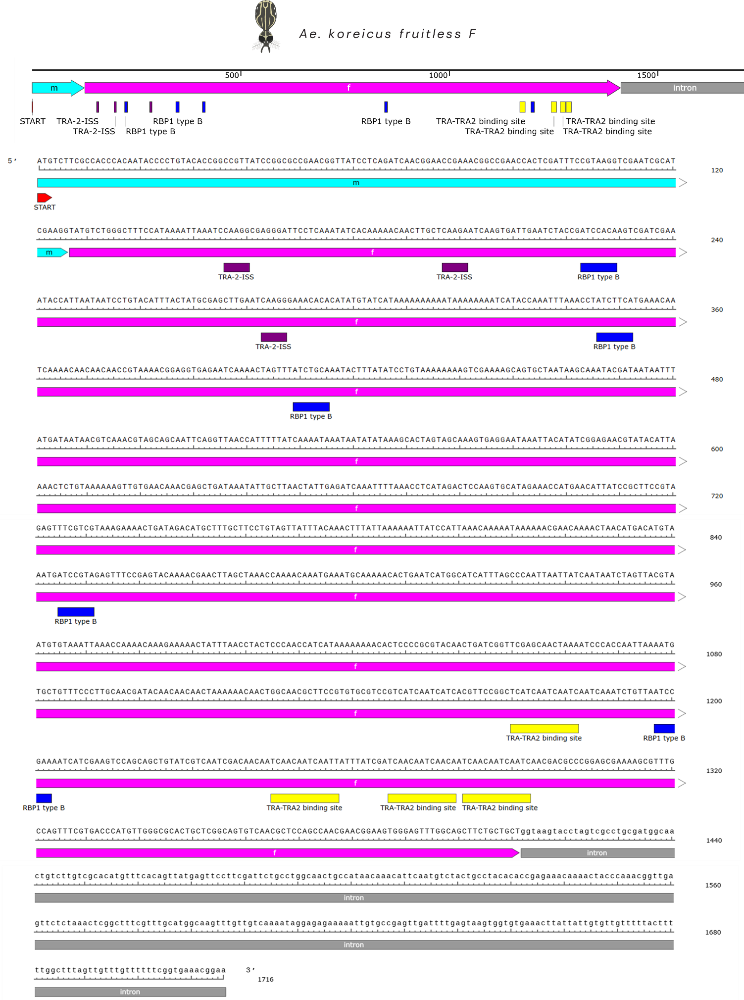 Ae. koreicus fruitless F
500 1000 1500
m f intron
START TRA-2-ISS RBP1 type B RBP1 type B TRA-TRA2 binding site TRA-TRA2 binding site
TRA-2-ISS RBP1 type B TRA-TRA2 binding site TRA-TRA2 binding site
5′ ATGTCTTCGCCACCCACAATACCCCTGTACACCGGCCGTTATCCGGCGCCGAACGGTTATCCTCAGATCAACGGAACCGAAACGGCCGAACCACTCGATTTCCGTAAGGTCGAATCGCAT
120
m
START
CGAAGGTATGTCTGGGCTTTCCATAAAATTAAATCCAAGGCGAGGGATTCCTCAAATATCACAAAAACAACTTGCTCAAGAATCAAGTGATTGAATCTACCGATCCACAAGTCGATCGAA
240
m f
TRA-2-ISS TRA-2-ISS RBP1 type B
ATACCATTAATAATCCTGTACATTTACTATGCGAGCTTGAATCAAGGGAAACACACATATGTATCATAAAAAAAAAATAAAAAAAATCATACCAAATTTAAACCTATCTTCATGAAACAA
360
f
TRA-2-ISS RBP1 type B
TCAAAACAACAACAACCGTAAAACGGAGGTGAGAATCAAAACTAGTTTATCTGCAAATACTTTATATCCTGTAAAAAAAAGTCGAAAAGCAGTGCTAATAAGCAAATACGATAATAATTT
480
f
RBP1 type B
ATGATAATAACGTCAAACGTAGCAGCAATTCAGGTTAACCATTTTTATCAAAATAAATAATATATAAAGCACTAGTAGCAAAGTGAGGAATAAATTACATATCGGAGAACGTATACATTA
600
f
AAACTCTGTAAAAAAGTTGTGAACAAACGAGCTGATAAATATTGCTTAACTATTGAGATCAAATTTTAAACCTCATAGACTCCAAGTGCATAGAAACCATGAACATTATCCGCTTCCGTA
720
f
GAGTTTCGTCGTAAAGAAAACTGATAGACATGCTTTGCTTCCTGTAGTTATTTACAAACTTTATTAAAAAATTATCCATTAAACAAAAATAAAAAACGAACAAAACTAACATGACATGTA
840
f
AATGATCCGTAGAGTTTCCGAGTACAAAACGAACTTAGCTAAACCAAAACAAATGAAATGCAAAAACACTGAATCATGGCATCATTTAGCCCAATTAATTATCAATAATCTAGTTACGTA
960
f
RBP1 type B
ATGTGTAAATTAAACCAAAACAAAGAAAAACTATTTAACCTACTCCCAACCATCATAAAAAAAACACTCCCCGCGTACAACTGATCGGTTCGAGCAACTAAAATCCCACCAATTAAAATG
1080
f
TGCTGTTTCCCTTGCAACGATACAACAACAACTAAAAAACAACTGGCAACGCTTCCGTGTGCGTCCGTCATCAATCATCACGTTCCGGCTCATCAATCAATCAATCAAATCTGTTAATCC
1200
f
TRA-TRA2 binding site RBP1 type B
GAAAATCATCGAAGTCCAGCAGCTGTATCGTCAATCGACAACAATCAACAATCAATTATTTATCGATCAACAATCAACAATCAACAATCAATCAACGACGCCCGGAGCGAAAAGCGTTTG
1320
f
RBP1 type B TRA-TRA2 binding site TRA-TRA2 binding site TRA-TRA2 binding site
CCAGTTTCGTGACCCATGTTGGGCGCACTGCTCGGCAGTGTCAACGCTCCAGCCAACGAACGGAAGTGGGAGTTTGGCAGCTTCTGCTGCTggtaagtacctagtcgcctgcgatggcaa
1440
f intron
ctgtcttgtcgcacatgtttcacagttatgagttccttcgattctgcctggcaactgccataacaaacattcaatgtctactgcctacacaccgagaaacaaaactacccaaacggttga
1560
intron
gttctctaaactcggctttcgtttgcatggcaagtttgttgtcaaaataggagagaaaaattgtgccgagttgattttgagtaagtggtgtgaaacttattattgtgttgtttttacttt
1680
intron
ttggctttagttgtttgttttttcggtgaaacggaa 3′
1716
intron